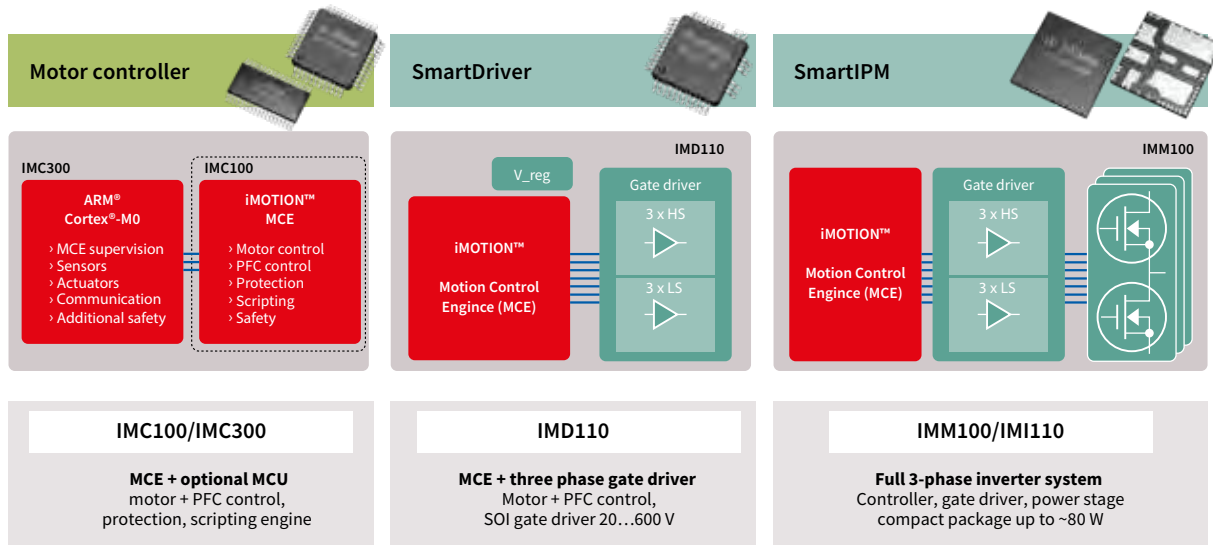 Motor controller
SmartDriver
SmartIPM
IMC300
IMC100
ARM®
Cortex®-M0
› MCE supervision
› Sensors
› Actuators
› Communication
› Additional safety
iMOTION™
MCE
› Motor control
› PFC control
› Protection
› Scripting
› Safety
IMD110
V_reg
iMOTION™
Motion Control
Engince (MCE)
Gate driver
3 x HS
3 x LS
IMM100
iMOTION™
Motion Control
Engince (MCE)
Gate driver
3 x HS
3 x LS
IMC100/IMC300
MCE + optional MCU
motor + PFC control,
protection, scripting engine
IMD110
MCE + three phase gate driver
Motor + PFC control,
SOI gate driver 20…600 V
IMM100/IMI110
Full 3-phase inverter system
Controller, gate driver, power stage
compact package up to ~80 W